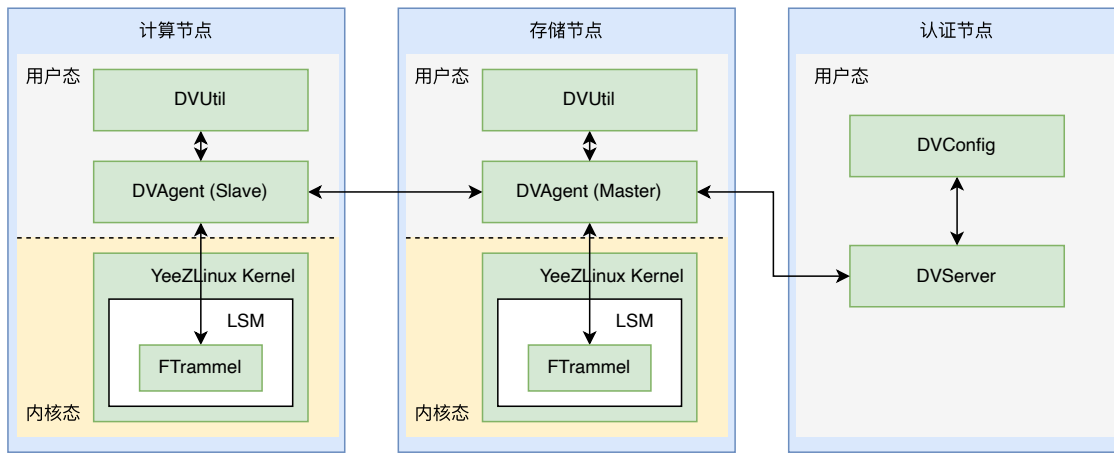 计算节点
用户态
DVUtil
DVAgent (Slave)
YeeZLinux Kernel
LSM
FTrammel
内核态
存储节点
用户态
DVUtil
DVAgent (Master)
YeeZLinux Kernel
LSM
FTrammel
内核态
认证节点
用户态
DVConfig
DVServer